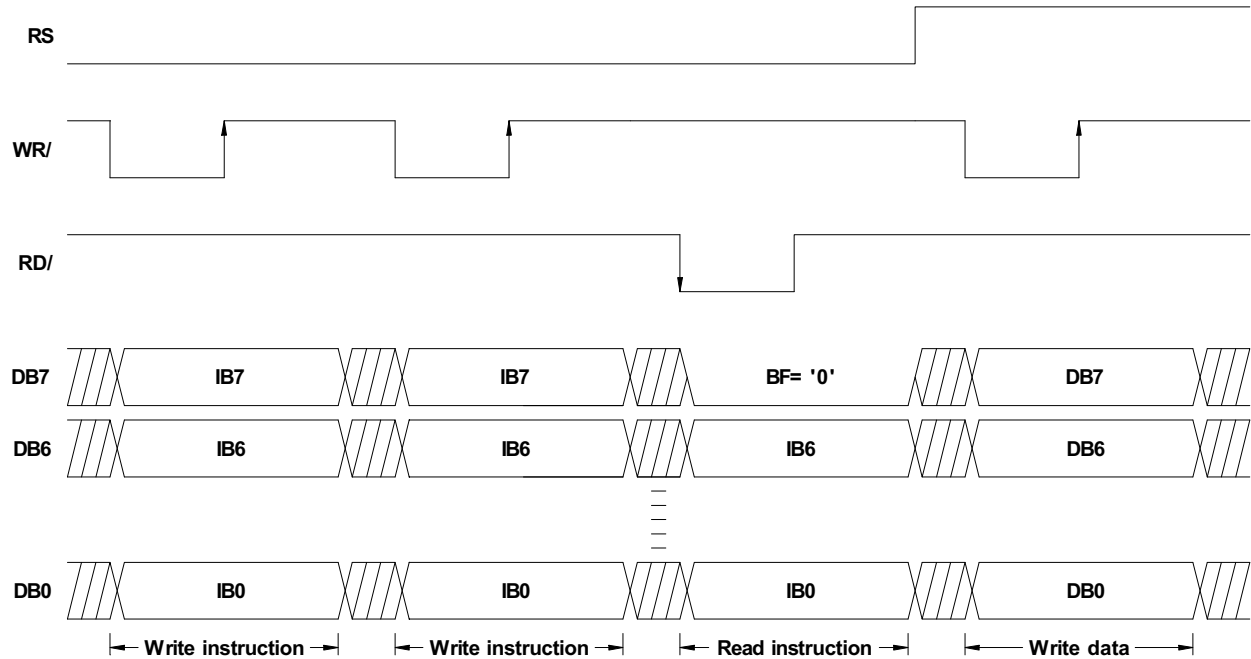 RS
WR/
RD/
DB7 IB7 IB7 BF= '0' DB7
DB6 IB6 IB6 IB6 DB6
DB0 IB0 IB0 IB0 DB0
Write instruction Write instruction Read instruction Write data